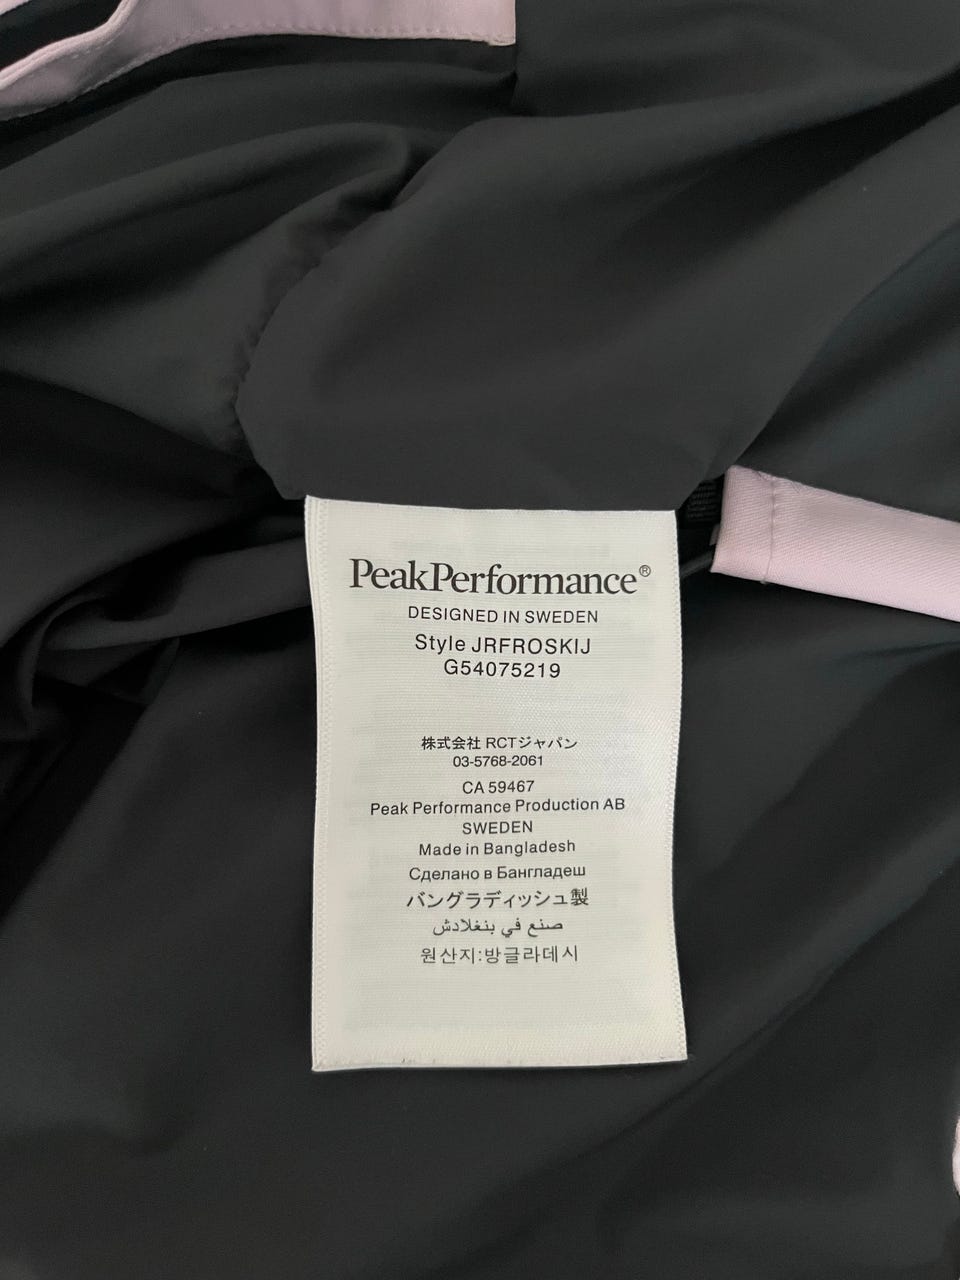 PeakPerformance®
DESIGNED IN SWEDEN
Style JRFROSKIJ
G54075219
株式会社 RCTジャパン
03-5768-2061
CA 59467
Peak Performance Production AB
SWEDEN
Made in Bangladesh
Сделано в Бангладеш
バングラディッシュ製
صنع في بنغلادش
원산지:방글라데시